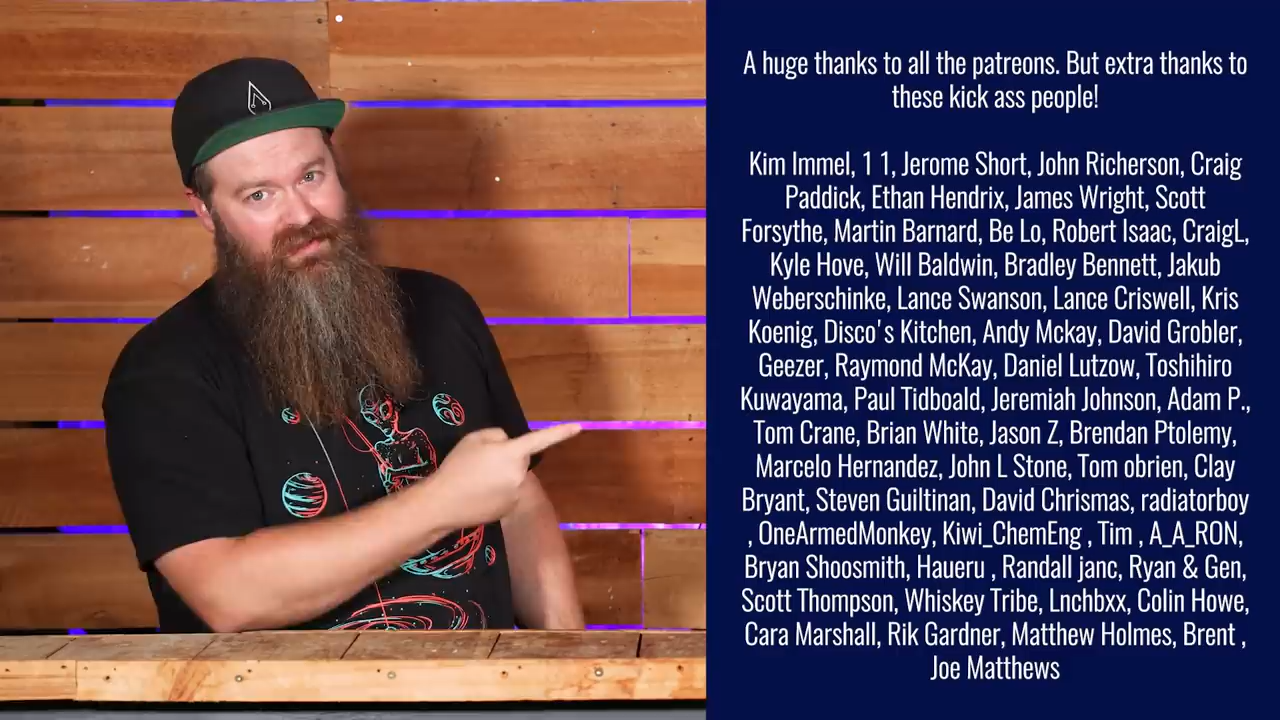 A huge thanks to all the patreons. But extra thanks to
these kick ass people!
Kim Immel, 1 1, Jerome Short, John Richerson, Craig
Paddick, Ethan Hendrix, James Wright, Scott
Forsythe, Martin Barnard, Be Lo, Robert Isaac, CraigL,
Kyle Hove, Will Baldwin, Bradley Bennett, Jakub
Weberschinke, Lance Swanson, Lance Criswell, Kris
Koenig, Disco's Kitchen, Andy Mckay, David Grobler,
Geezer, Raymond McKay, Daniel Lutzow, Toshihiro
Kuwayama, Paul Tidboald, Jeremiah Johnson, Adam P.,
Tom Crane, Brian White, Jason Z, Brendan Ptolemy,
Marcelo Hernandez, John L Stone, Tom obrien, Clay
Bryant, Steven Guiltinan, David Chrismas, radiatorboy
, OneArmedMonkey, Kiwi_ChemEng , Tim , A_A_RON,
Bryan Shoosmith, Haueru , Randall janc, Ryan & Gen,
Scott Thompson, Whiskey Tribe, Lnchbxx, Colin Howe,
Cara Marshall, Rik Gardner, Matthew Holmes, Brent ,
Joe Matthews